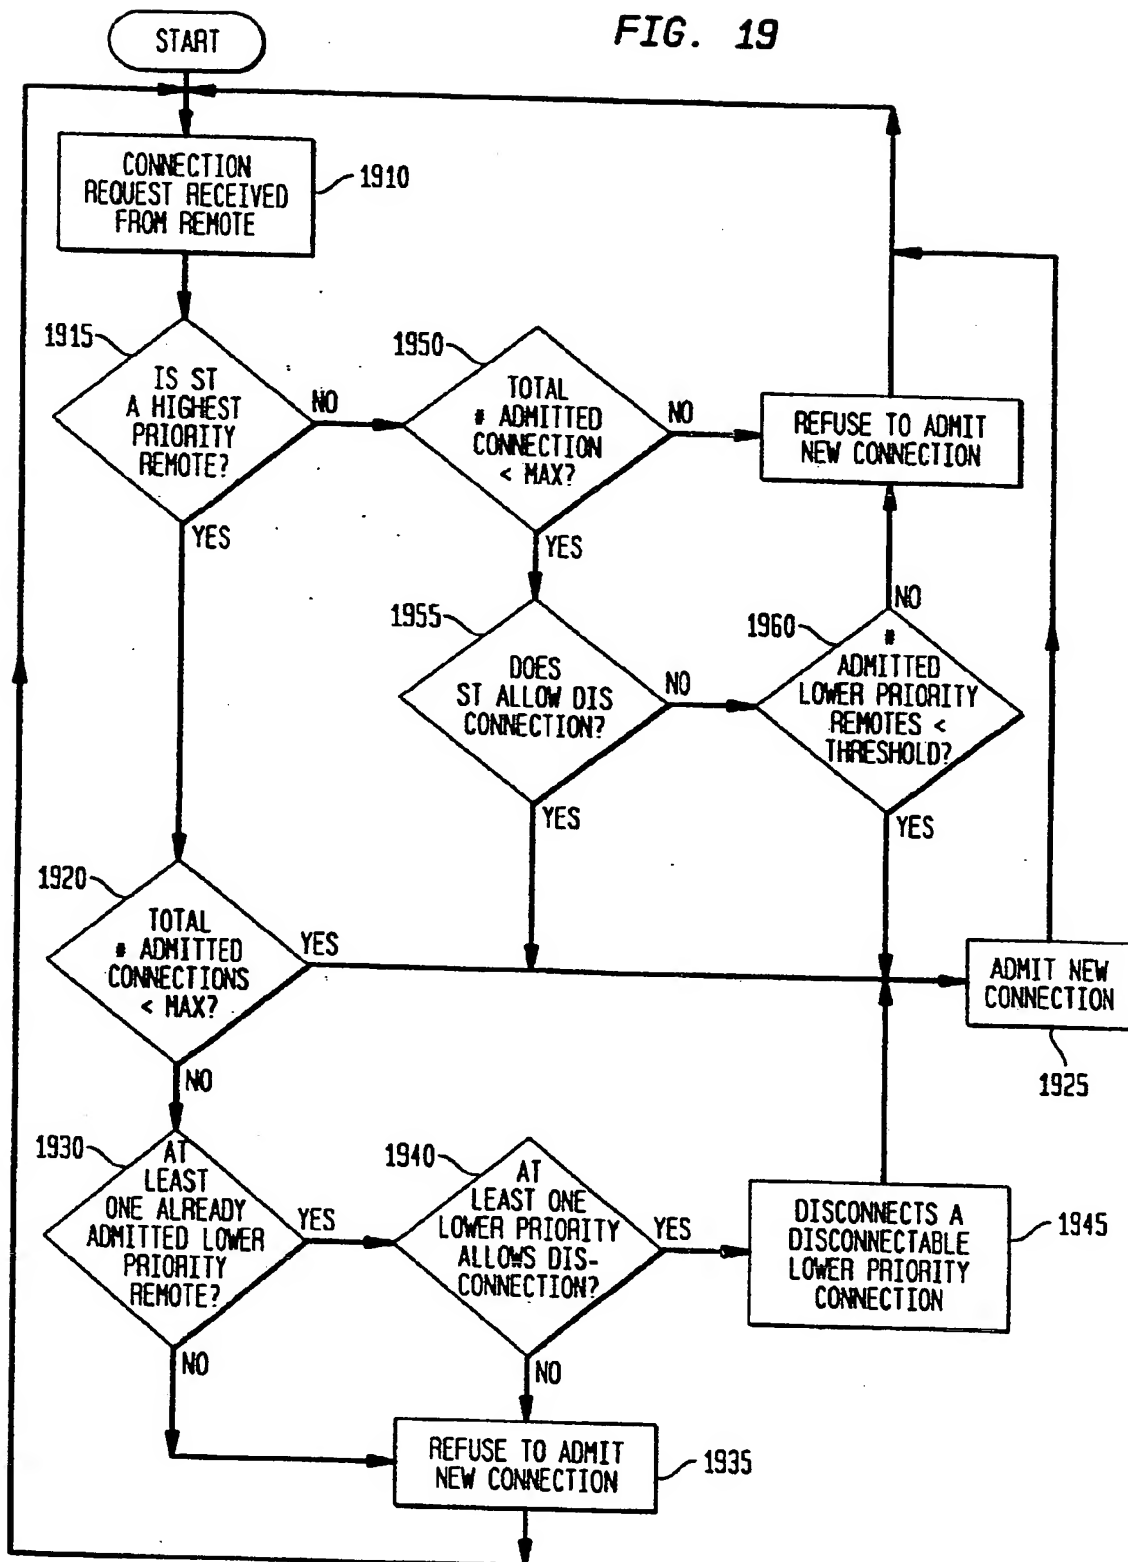 FIG. 19
START
CONNECTION
REQUEST RECEIVED
FROM REMOTE
1910
1915
IS ST
A HIGHEST
PRIORITY
REMOTE?
NO
YES
1950
TOTAL
# ADMITTED
CONNECTION
< MAX?
NO
YES
REFUSE TO ADMIT
NEW CONNECTION
1955
DOES
ST ALLOW DIS
CONNECTION?
NO
YES
1960
NO
#
ADMITTED
LOWER PRIORITY
REMOTES <
THRESHOLD?
YES
1920
TOTAL
# ADMITTED
CONNECTIONS
< MAX?
YES
NO
ADMIT NEW
CONNECTION
1925
1930
AT
LEAST
ONE ALREADY
ADMITTED LOWER
PRIORITY
REMOTE?
YES
NO
1940
AT
LEAST ONE
LOWER PRIORITY
ALLOWS DIS-
CONNECTION?
YES
NO
DISCONNECTS A
DISCONNECTABLE
LOWER PRIORITY
CONNECTION
1945
REFUSE TO ADMIT
NEW CONNECTION
1935